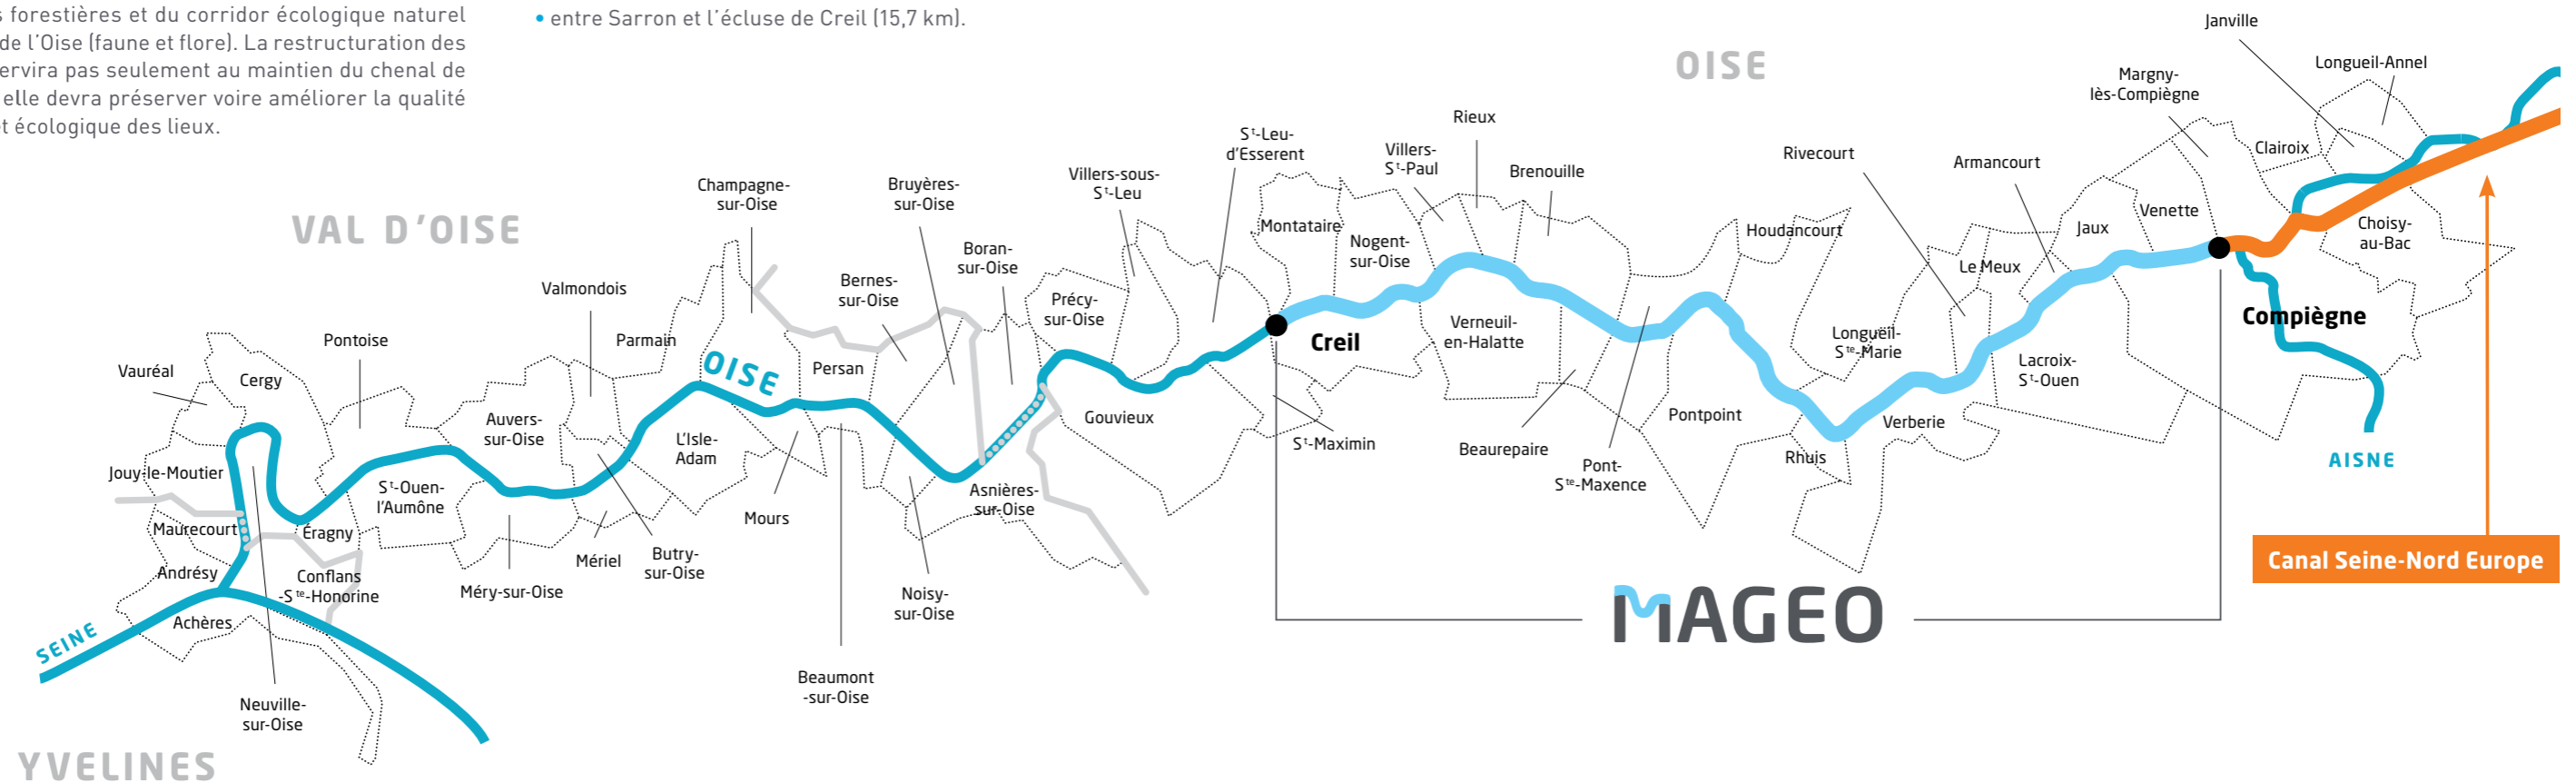 s forestières et du corridor écologique naturel
de l'Oise (faune et flore). La restructuration des
ervira pas seulement au maintien du chenal de
elle devra préserver voire améliorer la qualité
et écologique des lieux.
• entre Sarron et l'écluse de Creil (15,7 km).
OISE
VAL D'OISE
YVELINES
Janville
Longueil-Annel
Margny-
lès-Compiègne
Clairoix
Choisy-
au-Bac
Rivecourt
Armancourt
Jaux
Venette
Le Meux
Houdancourt
Longueil-
Ste-Marie
Lacroix-
St-Ouen
Verberie
Rhuis
Pontpoint
Pont-
Ste-Maxence
Beaurepaire
Brenouille
Rieux
Villers-
St-Paul
Verneuil-
en-Halatte
Nogent-
sur-Oise
Montataire
Creil
Compiègne
St-Maximin
St-Leu-
d'Esserent
Villers-sous-
St-Leu
Gouvieux
Précy-
sur-Oise
Boran-
sur-Oise
Asnières-
sur-Oise
Bruyères-
sur-Oise
Noisy-
sur-Oise
Bernes-
sur-Oise
Beaumont
-sur-Oise
Persan
Mours
Champagne-
sur-Oise
OISE
L'Isle-
Adam
Parmain
Valmondois
Butry-
sur-Oise
Mériel
Auvers-
sur-Oise
Méry-sur-Oise
Pontoise
St-Ouen-
l'Aumône
Cergy
Vauréal
Jouy-le-Moutier
Éragny
Maurecourt
Neuville-
sur-Oise
Conflans
-Ste-Honorine
Andrésy
Achères
SEINE
AISNE
MAGEO
Canal Seine-Nord Europe